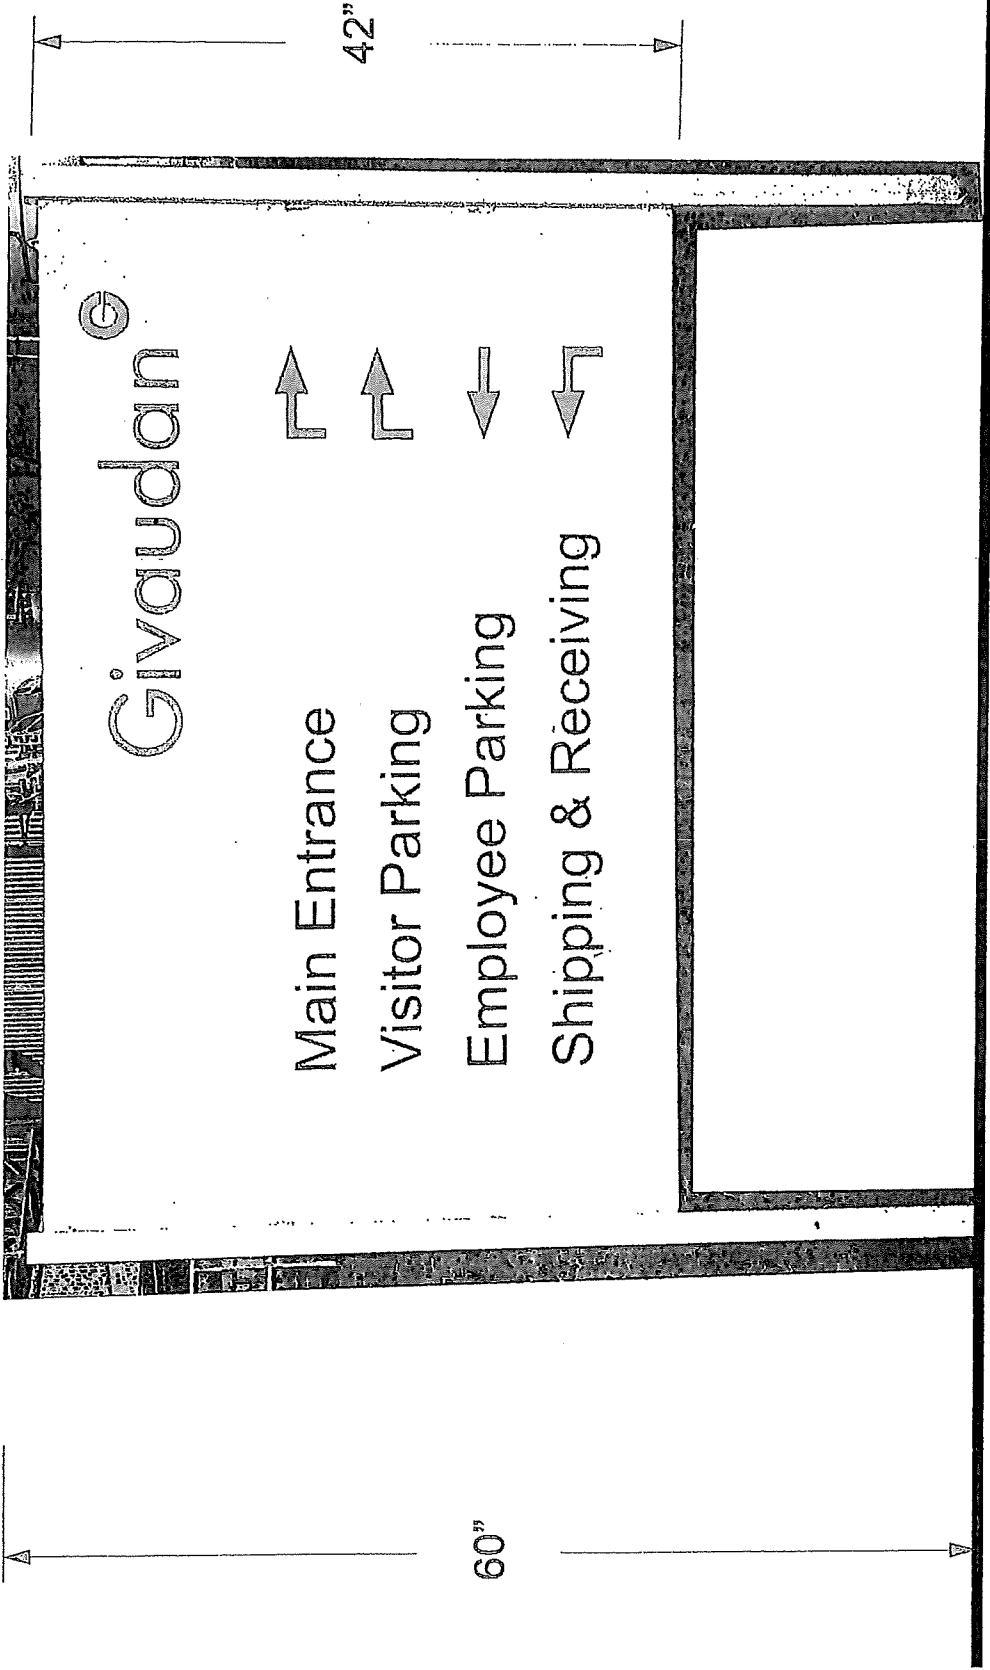 42”
Givaudan
Main Entrance
Visitor Parking
Employee Parking
Shipping & Receiving
60”